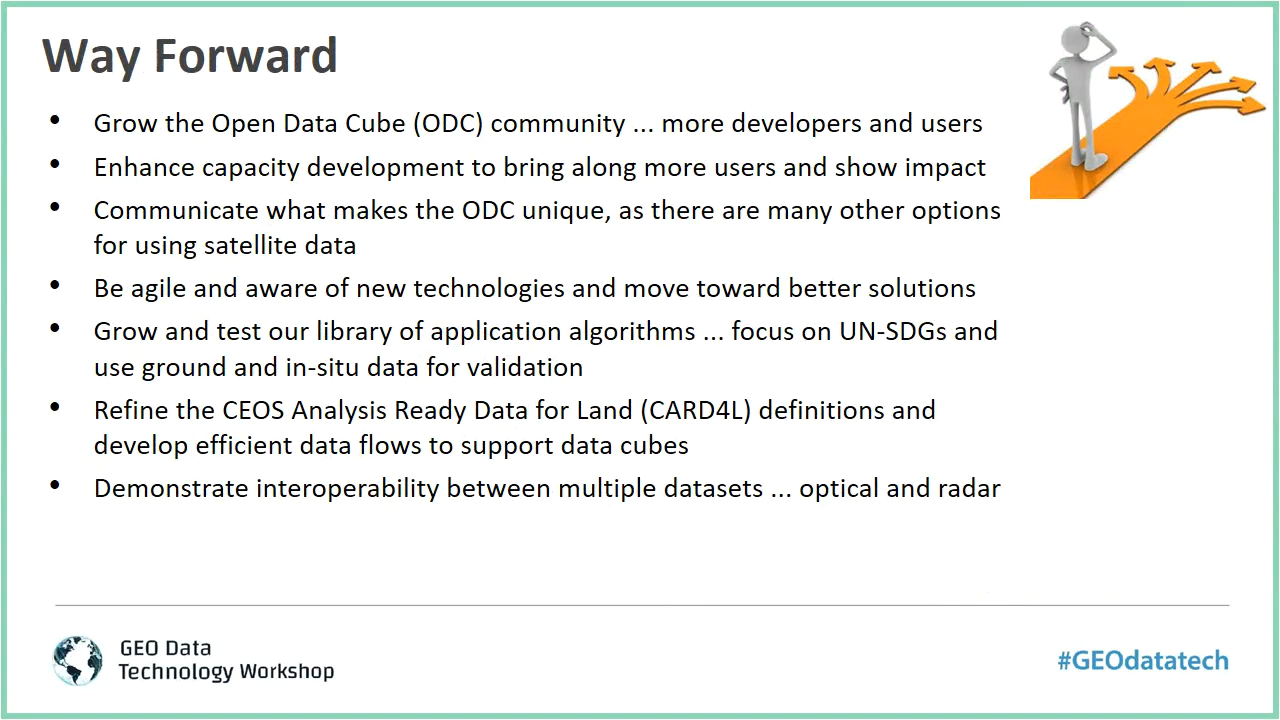 Way Forward
• Grow the Open Data Cube (ODC) community ... more developers and users
• Enhance capacity development to bring along more users and show impact
• Communicate what makes the ODC unique, as there are many other options
for using satellite data
• Be agile and aware of new technologies and move toward better solutions
• Grow and test our library of application algorithms ... focus on UN-SDGs and
use ground and in-situ data for validation
• Refine the CEOS Analysis Ready Data for Land (CARD4L) definitions and
develop efficient data flows to support data cubes
• Demonstrate interoperability between multiple datasets ... optical and radar
GEO Data
Technology Workshop
#GEOdatatech